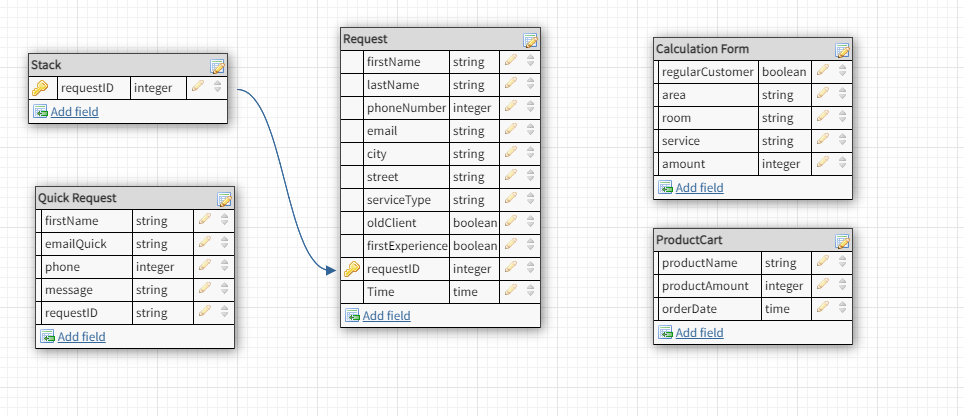 Stack
requestID integer
Add field
Quick Request
firstName string
emailQuick string
phone integer
message string
requestID string
Add field
Request
firstName string
lastName string
phoneNumber integer
email string
city string
street string
serviceType string
oldClient boolean
firstExperience boolean
requestID integer
Time time
Add field
Calculation Form
regularCustomer boolean
area string
room string
service string
amount integer
Add field
ProductCart
productName string
productAmount integer
orderDate time
Add field